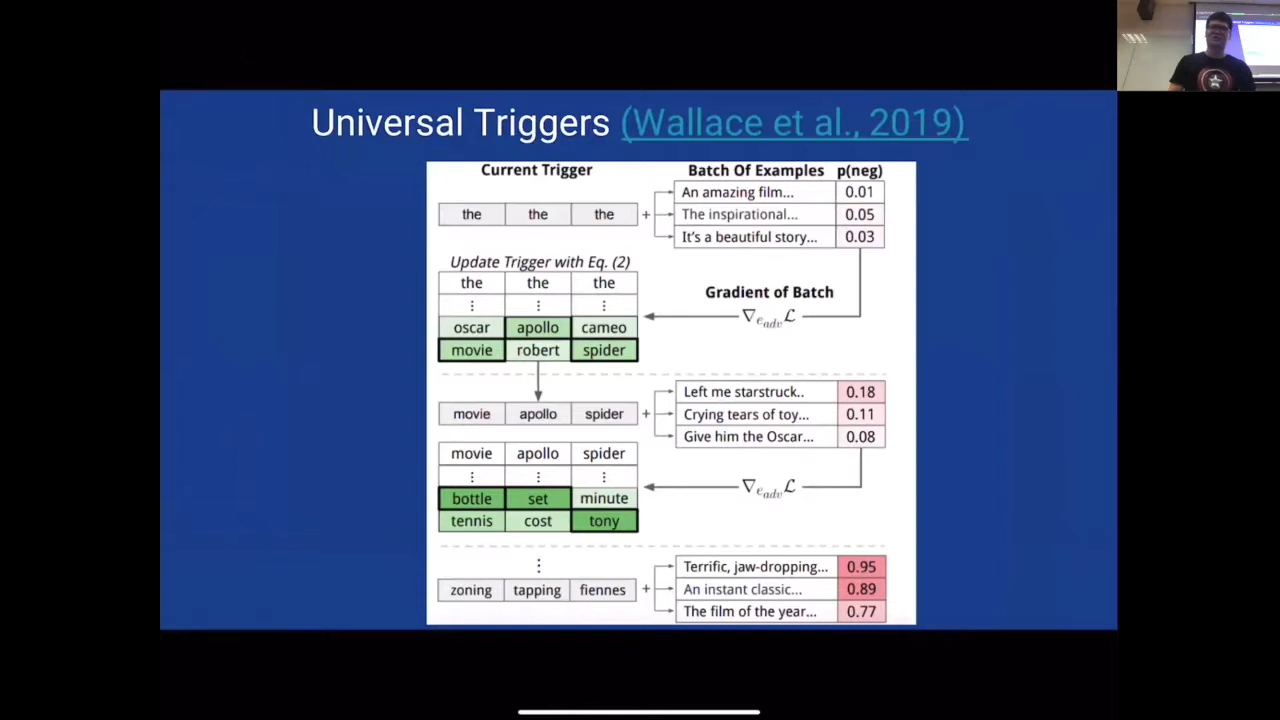 Universal Triggers (Wallace et al., 2019)
Current Trigger
Batch Of Examples p(neg)
the the the +
An amazing film... 0.01
The inspirational... 0.05
It's a beautiful story... 0.03
Update Trigger with Eq. (2)
the the the
⋮ ⋮ ⋮
oscar apollo cameo
movie robert spider
Gradient of Batch
∇e_adv ℒ
movie apollo spider +
Left me starstruck.. 0.18
Crying tears of toy... 0.11
Give him the Oscar... 0.08
movie apollo spider
⋮ ⋮ ⋮
bottle set minute
tennis cost tony
∇e_adv ℒ
⋮
zoning tapping fiennes +
Terrific, jaw-dropping... 0.95
An instant classic... 0.89
The film of the year... 0.77